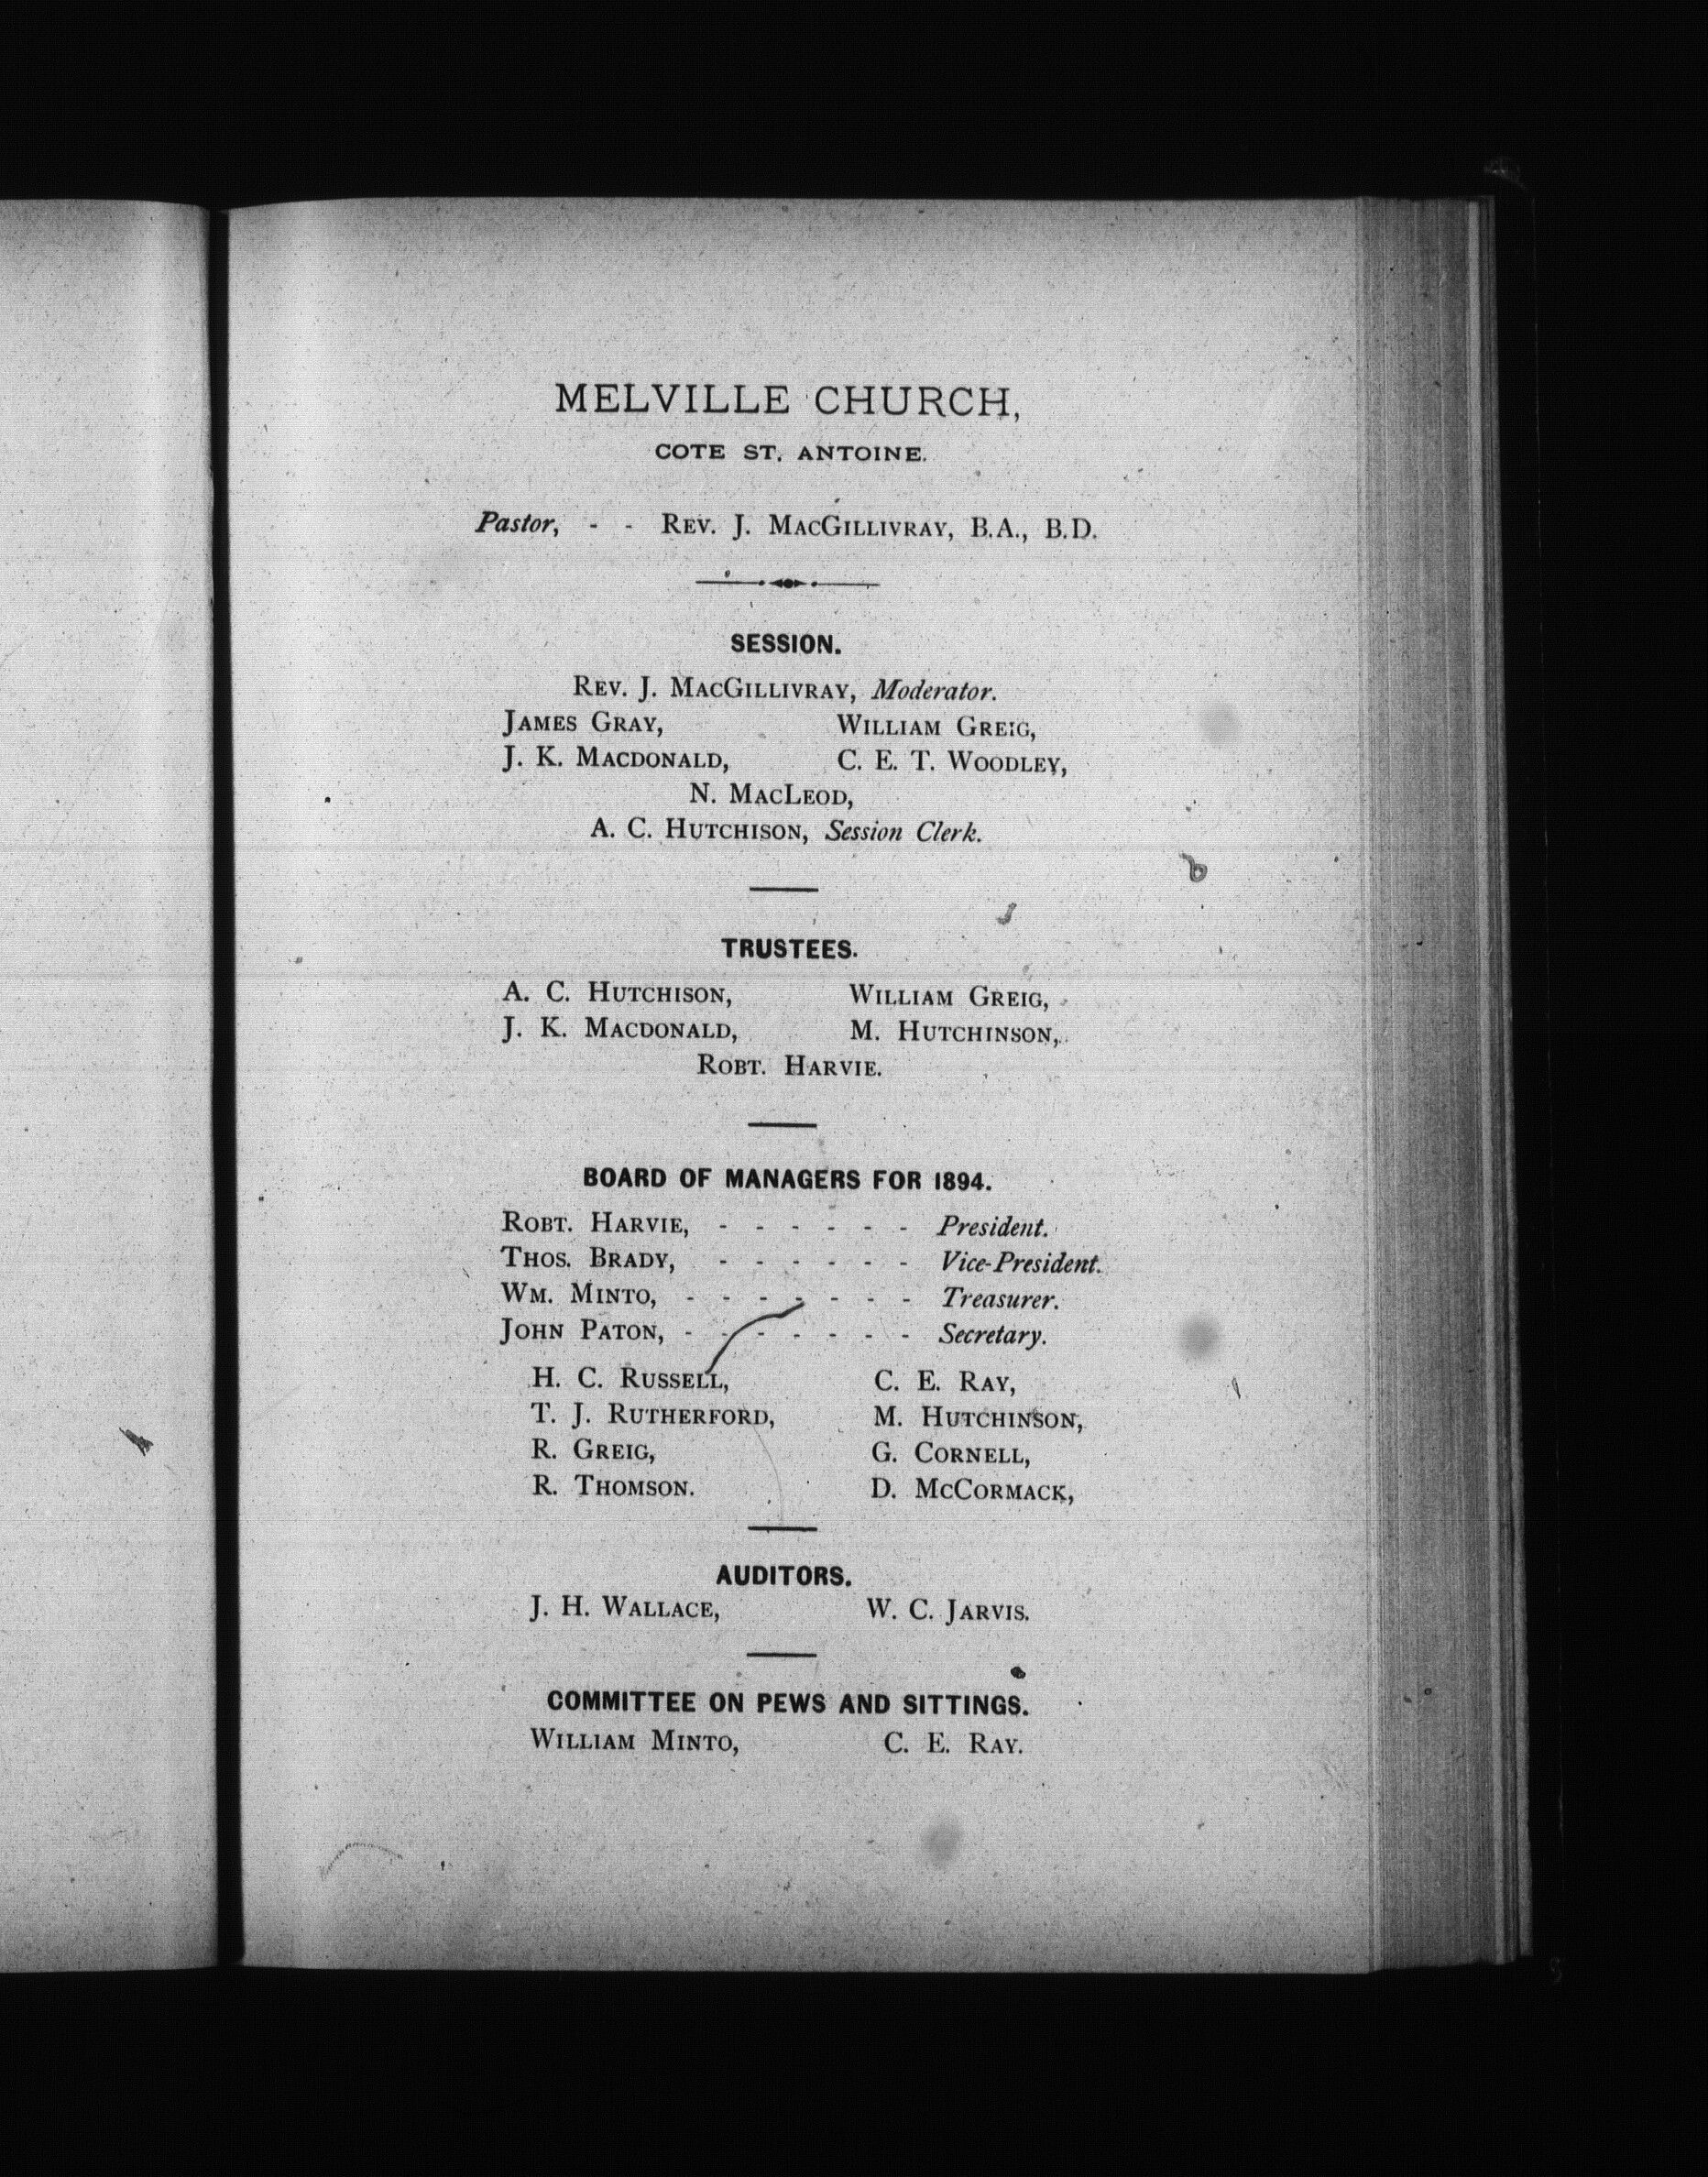 MELVILLE CHURCH,
COTE ST. ANTOINE.
Pastor, - - REV. J. MACGILLIVRAY, B.A., B.D.
SESSION.
REV. J. MACGILLIVRAY, Moderator.
JAMES GRAY, WILLIAM GREIG,
J. K. MACDONALD, C. E. T. WOODLEY,
N. MACLEOD,
A. C. HUTCHISON, Session Clerk.
TRUSTEES.
A. C. HUTCHISON, WILLIAM GREIG,
J. K. MACDONALD, M. HUTCHINSON,
ROBT. HARVIE.
BOARD OF MANAGERS FOR 1894.
ROBT. HARVIE, - - - - - - President.
THOS. BRADY, - - - - - - Vice-President.
WM. MINTO, - - - - - - - Treasurer.
JOHN PATON, - - - - - - - Secretary.
H. C. RUSSELL, C. E. RAY,
T. J. RUTHERFORD, M. HUTCHINSON,
R. GREIG, G. CORNELL,
R. THOMSON. D. MCCORMACK,
AUDITORS.
J. H. WALLACE, W. C. JARVIS.
COMMITTEE ON PEWS AND SITTINGS.
WILLIAM MINTO, C. E. RAY.